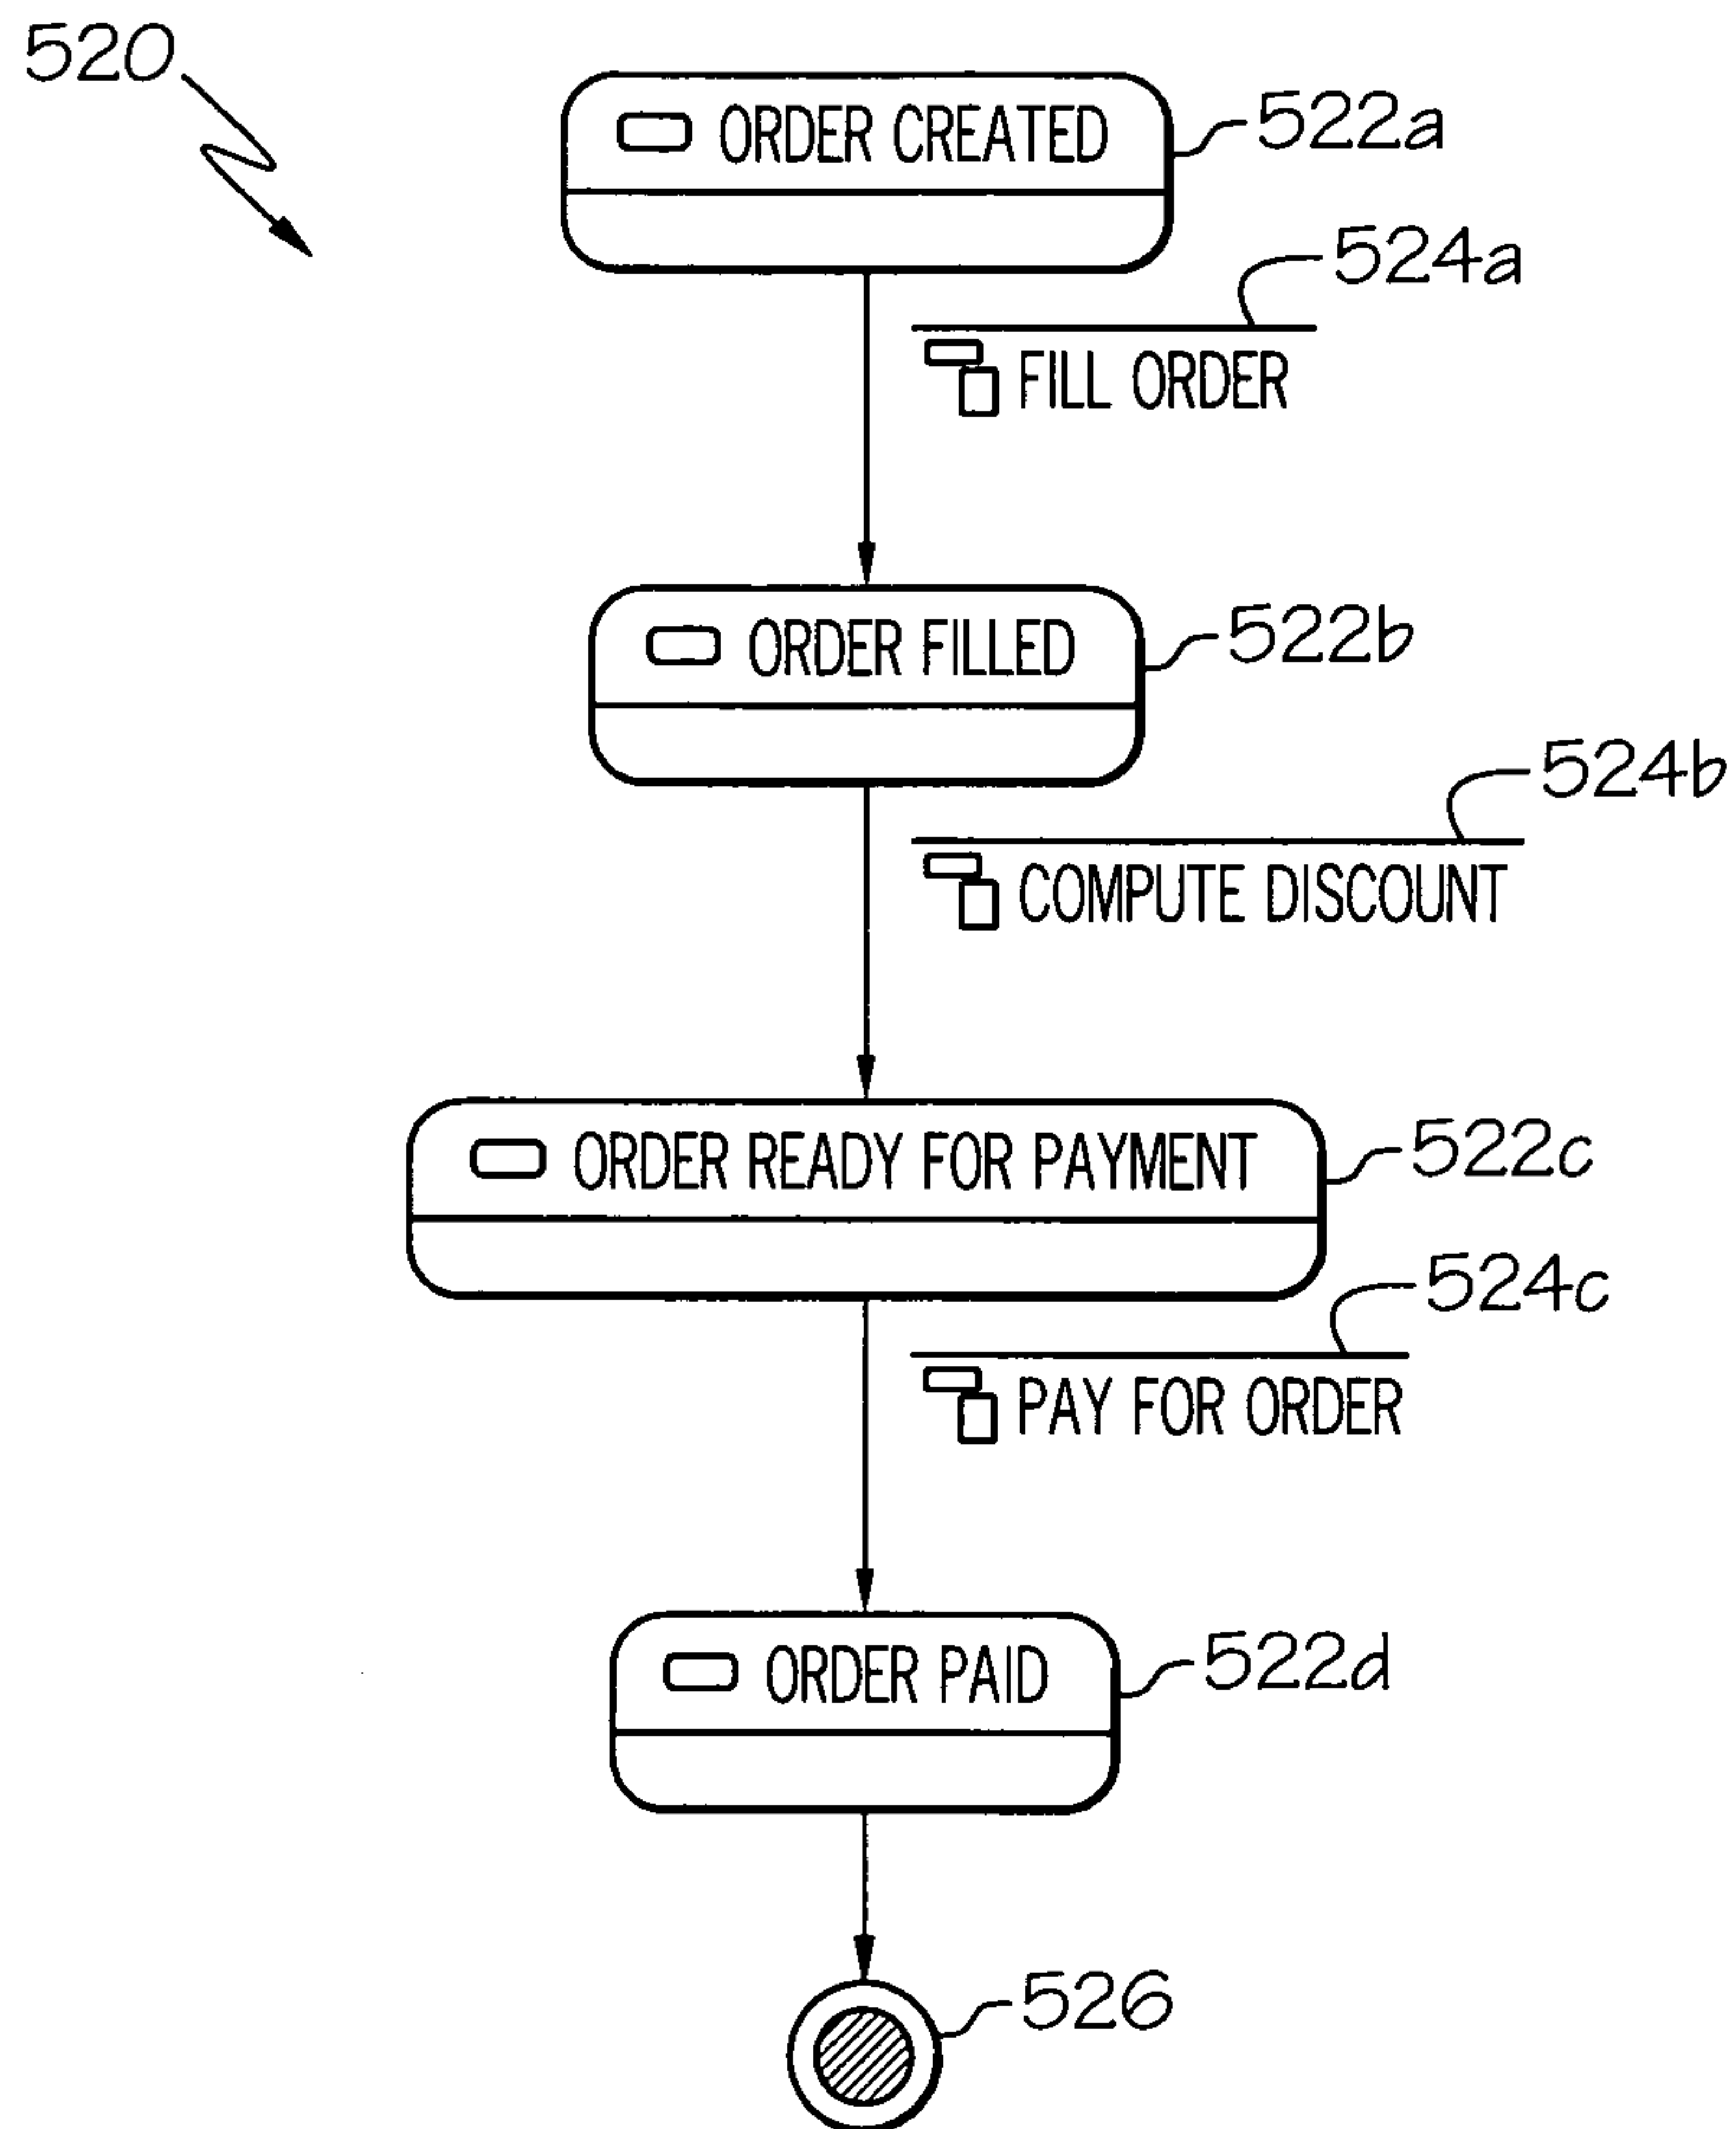 520
ORDER CREATED
522a
524a
FILL ORDER
ORDER FILLED
522b
524b
COMPUTE DISCOUNT
ORDER READY FOR PAYMENT
522c
524c
PAY FOR ORDER
ORDER PAID
522d
526